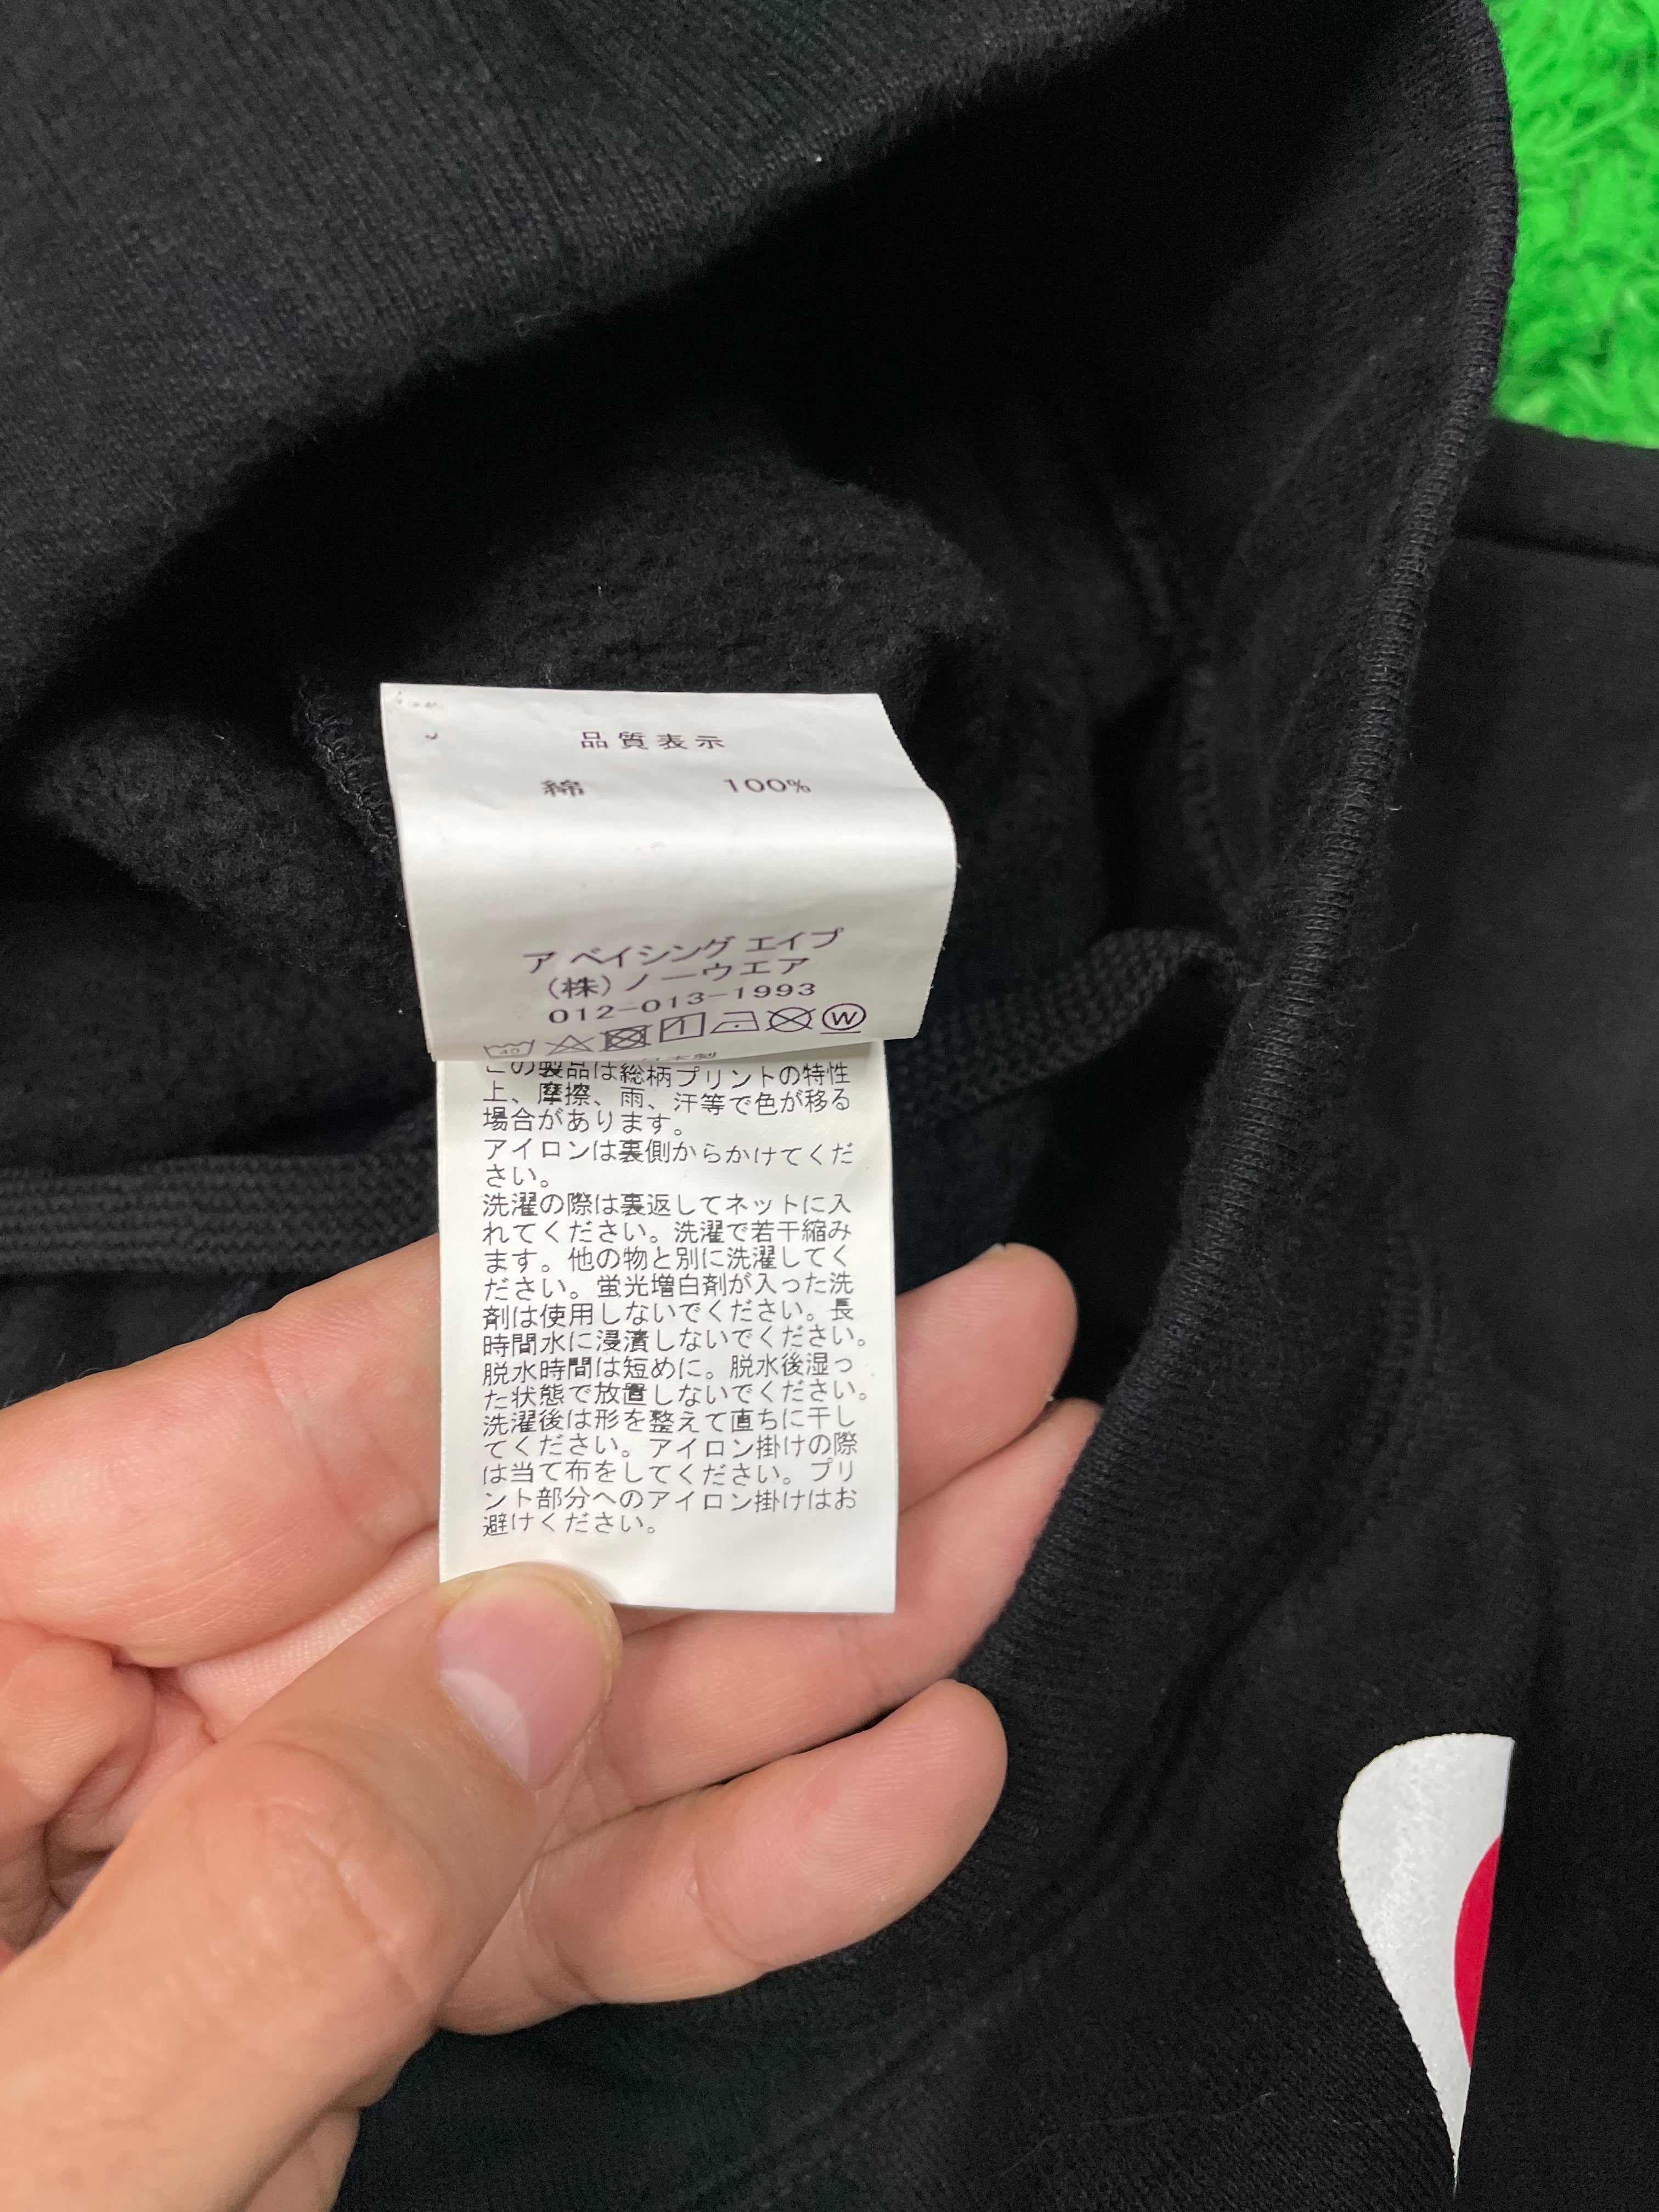 品質表示
綿 100%
ア ベイシング エイプ
(株)ノーウエア
012-013-1993
40 W
日本製
この製品は総柄プリントの特性
上、摩擦、雨、汗等で色が移る
場合があります。
アイロンは裏側からかけてくだ
さい。
洗濯の際は裏返してネットに入
れてください。洗濯で若干縮み
ます。他の物と別に洗濯してく
ださい。蛍光増白剤が入った洗
剤は使用しないでください。長
時間水に浸漬しないでください。
脱水時間は短めに。脱水後湿っ
た状態で放置しないでください。
洗濯後は形を整えて直ちに干し
てください。アイロン掛けの際
は当て布をしてください。プリ
ント部分へのアイロン掛けはお
避けください。